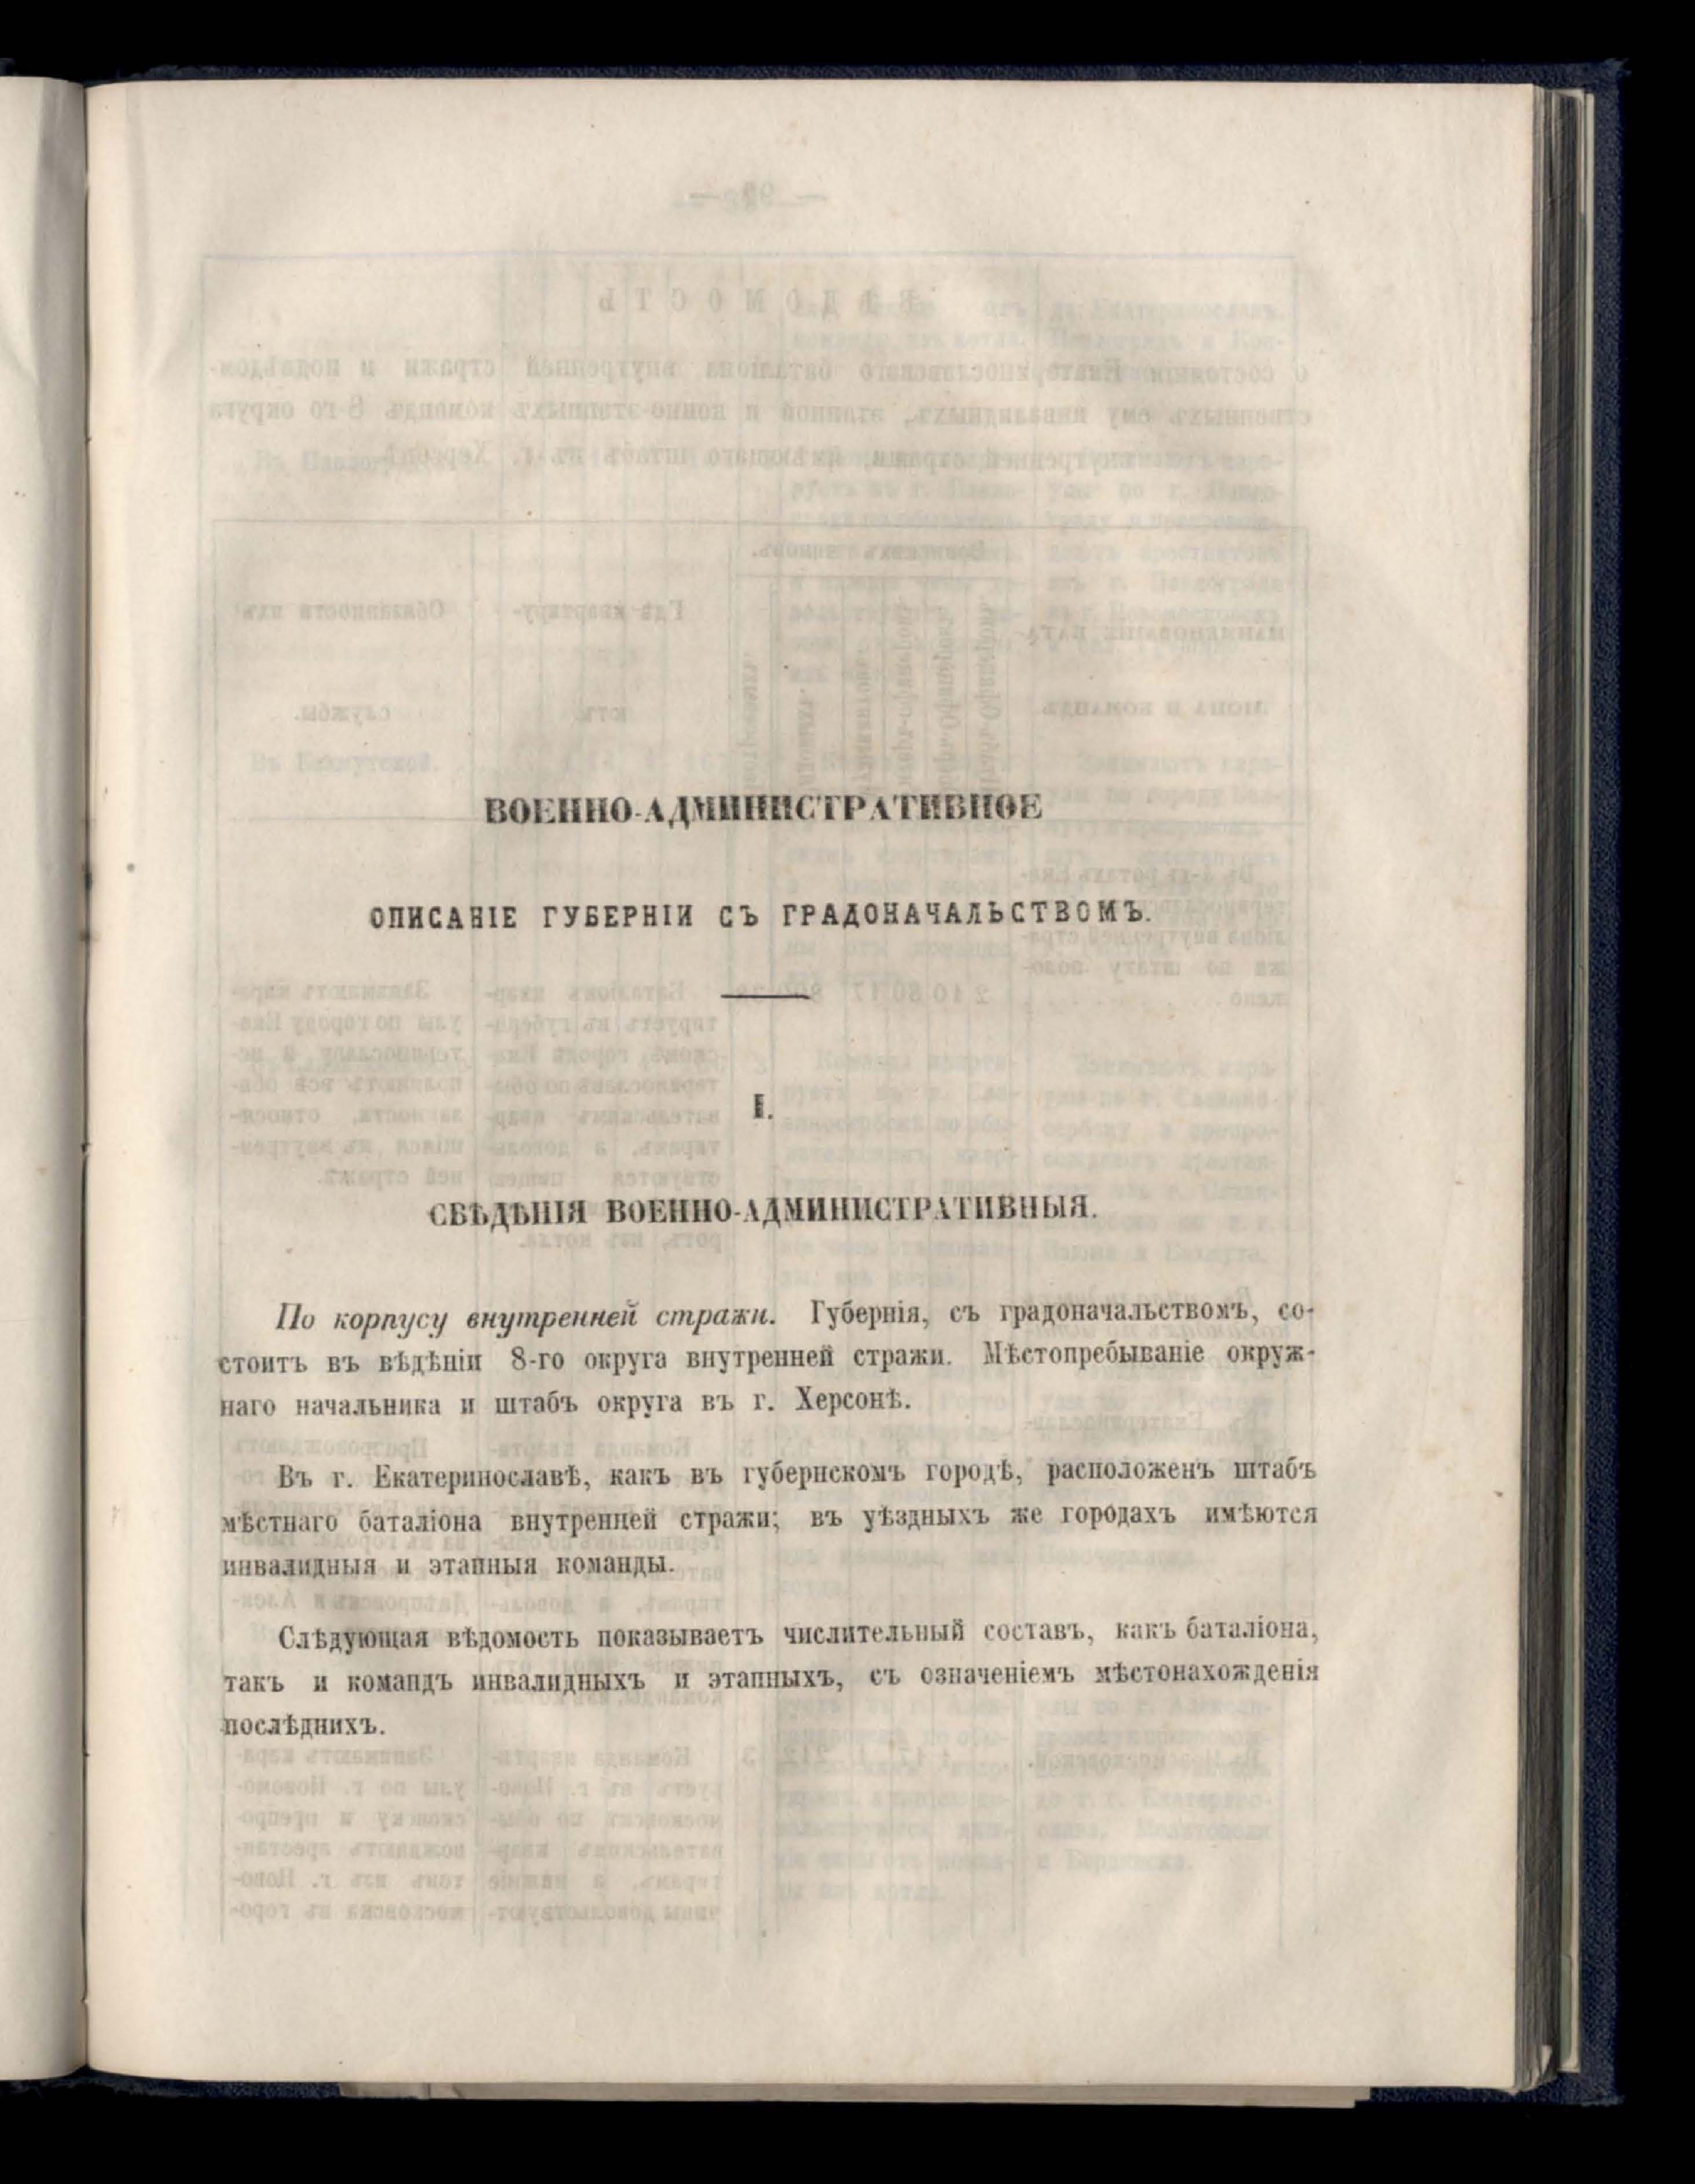 ВОЕННО-АДМИНИСТРАТИВНОЕ
ОПИСАНІЕ ГУБЕРНІИ СЪ ГРАДОНАЧАЛЬСТВОМЪ.
I.
СВѢДѢНІЯ ВОЕННО-АДМИНИСТРАТИВНЫЯ.
По корпусу внутренней стражи. Губернія, съ градоначальствомъ, со-
стоитъ въ вѣдѣніи 8-го округа внутренней стражи. Мѣстопребываніе окруж-
наго начальника и штабъ округа въ г. Херсонѣ.
Въ г. Екатеринославѣ, какъ въ губернскомъ городѣ, расположенъ штабъ
мѣстнаго баталіона внутренней стражи; въ уѣздныхъ же городахъ имѣются
инвалидныя и этапныя команды.
Слѣдующая вѣдомость показываетъ числительный составъ, какъ баталіона,
такъ и командъ инвалидныхъ и этапныхъ, съ означеніемъ мѣстонахожденія
послѣднихъ.